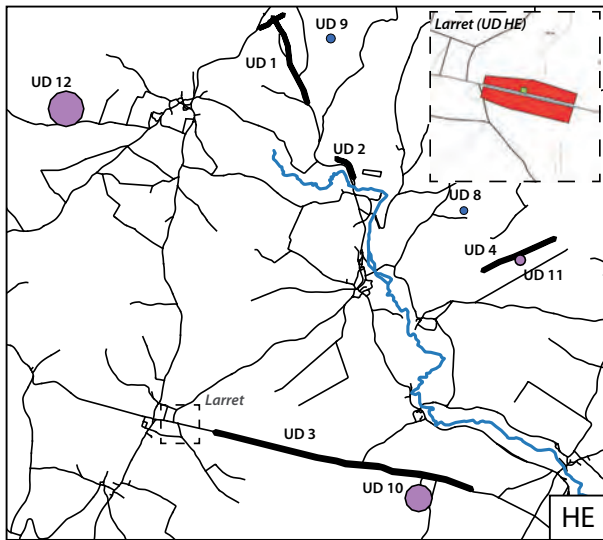 UD 9
Larret (UD HE)
UD 1
UD 12
UD 2
UD 8
UD 4
UD 11
Larret
UD 3
UD 10
HE